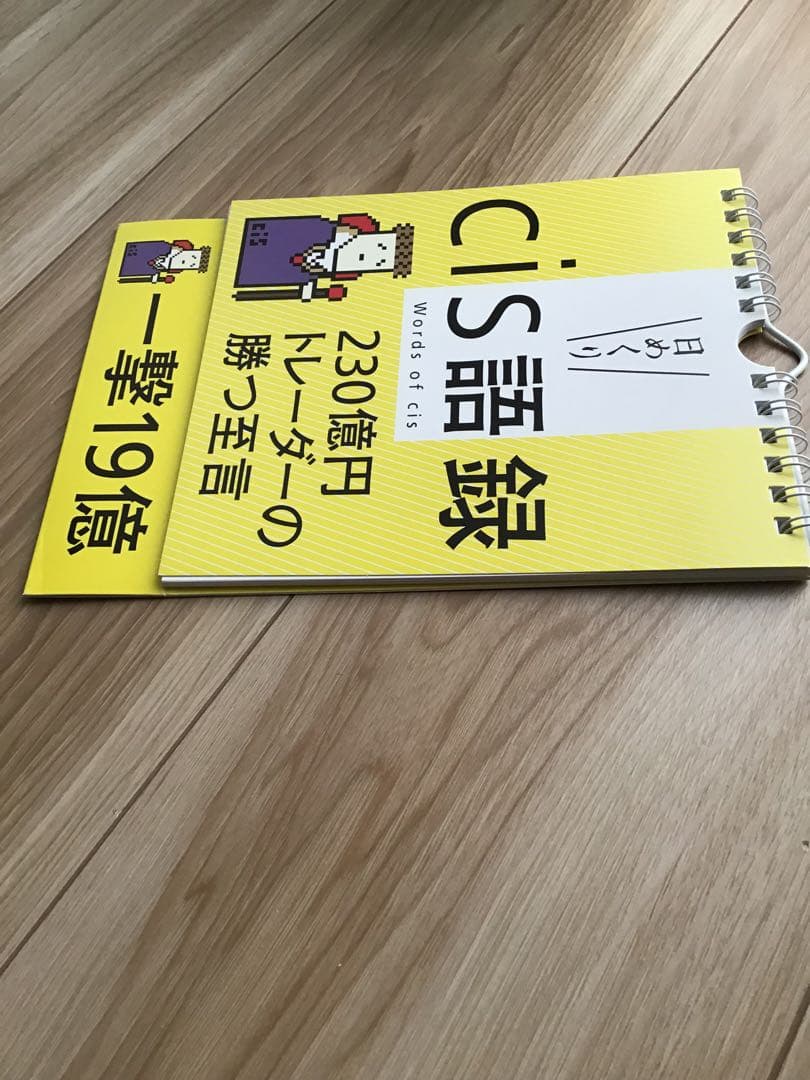 日めくり
cis語録
Words of cis
230億円
トレーダーの
勝つ至言
cis
一撃19億
cis